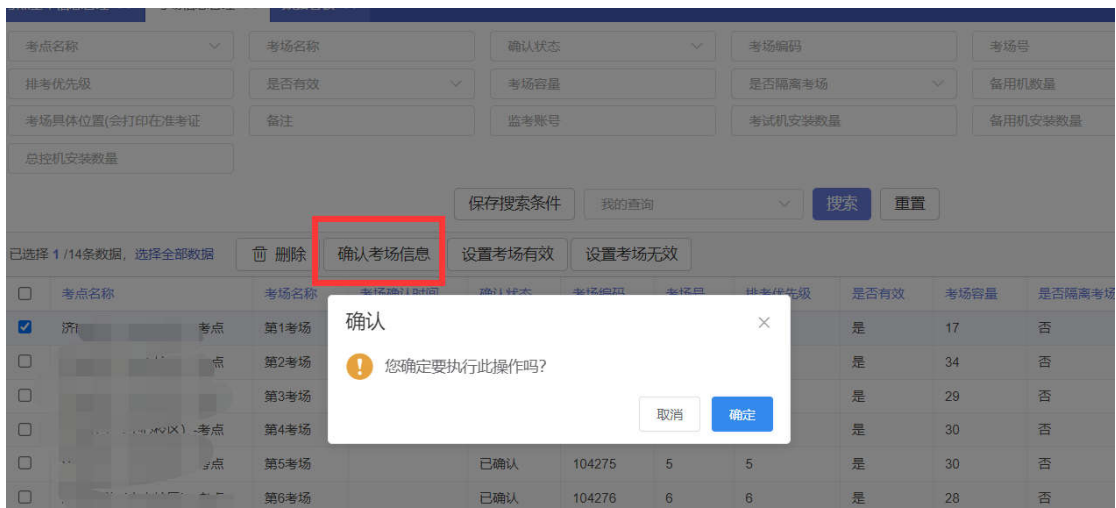 考点名称 考场名称 确认状态 考场编码 考场号
排考优先级 是否有效 考场容量 是否隔离考场 备用机数量
考场具体位置(会打印在准考证 备注 监考账号 考试机安装数量 备用机安装数量
总控机安装数量
保存搜索条件 我的查询 搜索 重置
已选择 1 /14条数据, 选择全部数据 删除 确认考场信息 设置考场有效 设置考场无效
考点名称 考场名称 考场确认时间 确认状态 考场编码 考场号 排考优先级 是否有效 考场容量 是否隔离考场
考点 第1考场 是 17 否
点 第2考场 是 34 否
第3考场 是 29 否
考点 第4考场 是 30 否
考点 第5考场 已确认 104275 5 5 是 30 否
第6考场 已确认 104276 6 6 是 28 否
确认
您确定要执行此操作吗?
取消 确定